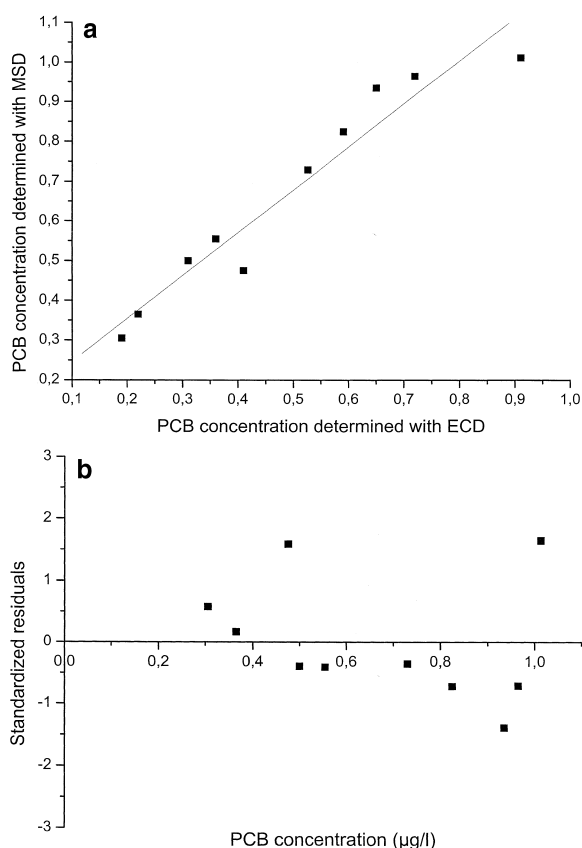 a
PCB concentration determined with MSD
1,1
1,0
0,9
0,8
0,7
0,6
0,5
0,4
0,3
0,2
0,1 0,2 0,3 0,4 0,5 0,6 0,7 0,8 0,9 1,0
PCB concentration determined with ECD
b
Standardized residuals
3
2
1
0
-1
-2
-3
0,0 0,2 0,4 0,6 0,8 1,0
PCB concentration (µg/l)